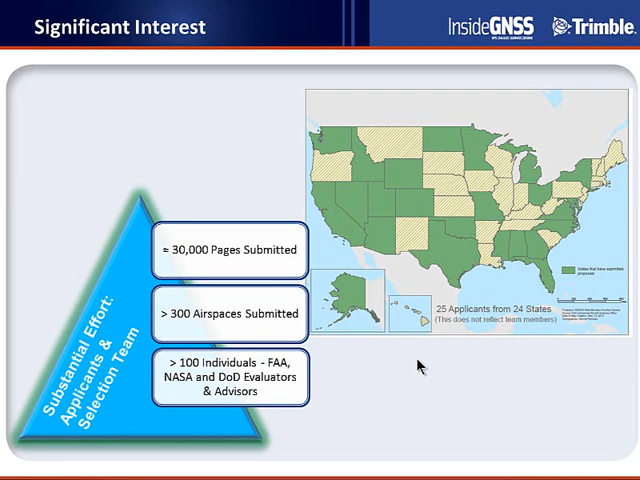 Significant Interest
InsideGNSS
Trimble.
≈ 30,000 Pages Submitted
> 300 Airspaces Submitted
> 100 Individuals - FAA,
NASA and DoD Evaluators
& Advisors
Substantial Effort:
Applicants &
Selection Team
States that have submitted
proposals
25 Applicants from 24 States
(This does not reflect team members)